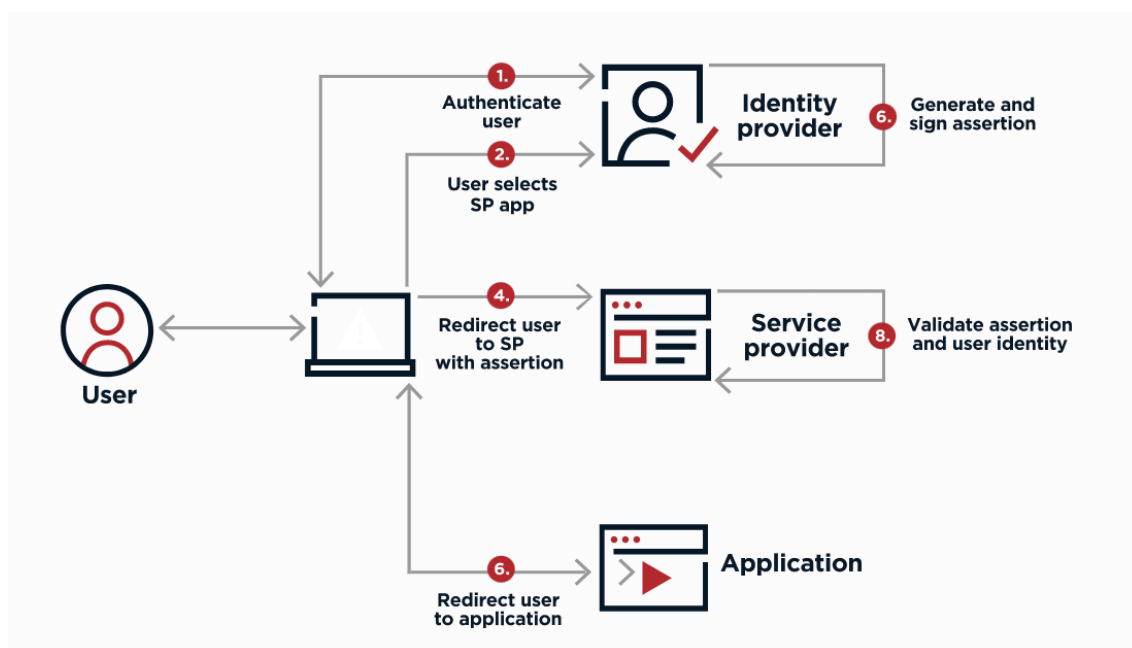 1.
Authenticate
user
Identity
provider
6.
Generate and
sign assertion
2.
User selects
SP app
4.
Redirect user
to SP
with assertion
Service
provider
8.
Validate assertion
and user identity
User
6.
Redirect user
to application
Application